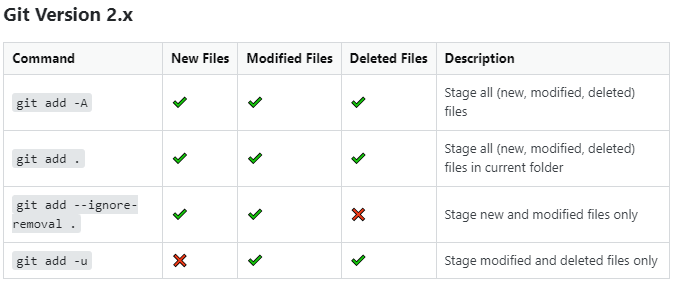 Git Version 2.x
Command New Files Modified Files Deleted Files Description
git add -A ✔ ✔ ✔ Stage all (new, modified, deleted)
files
git add . ✔ ✔ ✔ Stage all (new, modified, deleted)
files in current folder
git add --ignore-
removal . ✔ ✔ ❌ Stage new and modified files only
git add -u ❌ ✔ ✔ Stage modified and deleted files only